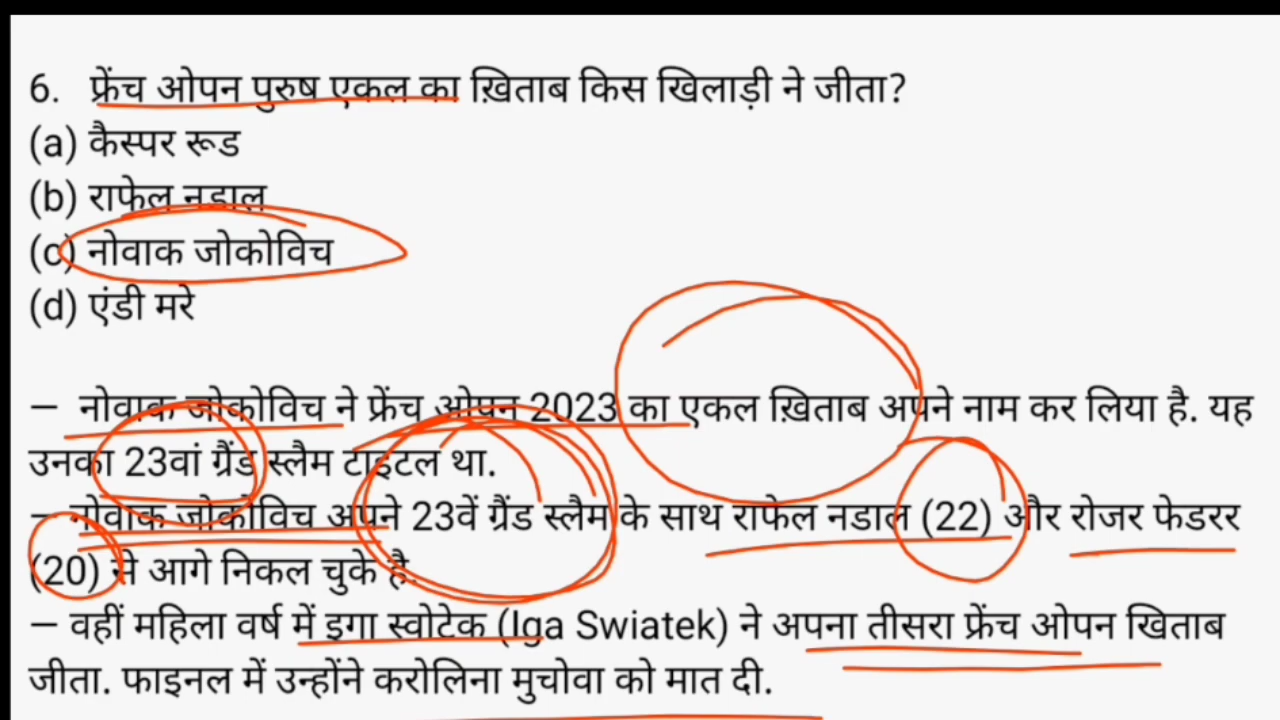 6. फ्रेंच ओपन पुरुष एकल का ख़िताब किस खिलाड़ी ने जीता?
(a) कैस्पर रूड
(b) राफेल नडाल
(c) नोवाक जोकोविच
(d) एंडी मरे
– नोवाक जोकोविच ने फ्रेंच ओपन 2023 का एकल ख़िताब अपने नाम कर लिया है. यह
उनका 23वां ग्रैंड स्लैम टाइटल था.
– नोवाक जोकोविच अपने 23वें ग्रैंड स्लैम के साथ राफेल नडाल (22) और रोजर फेडरर
(20) से आगे निकल चुके है.
– वहीं महिला वर्ष में इगा स्वोटेक (Iga Swiatek) ने अपना तीसरा फ्रेंच ओपन खिताब
जीता. फाइनल में उन्होंने करोलिना मुचोवा को मात दी.